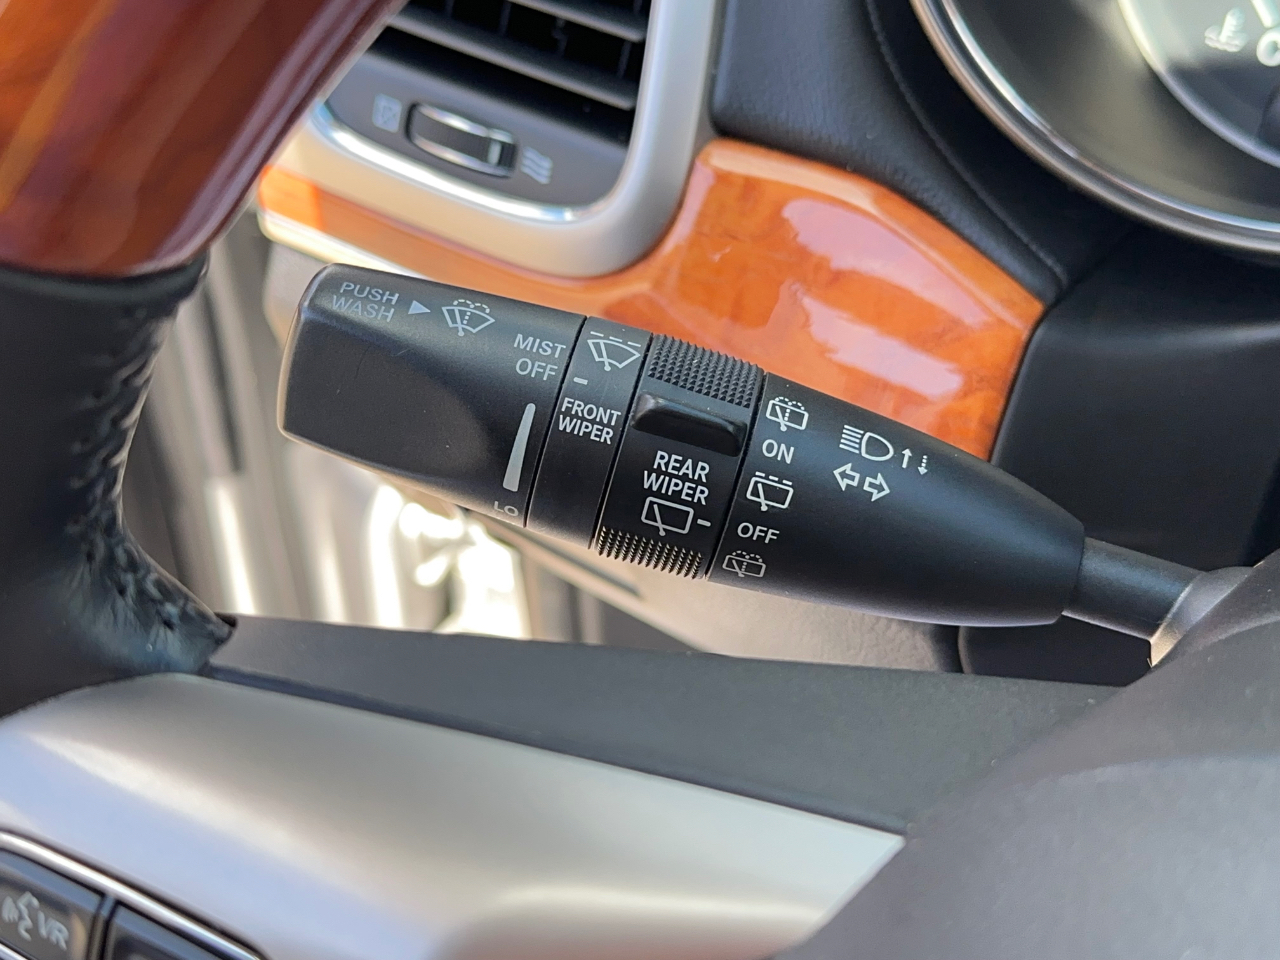 PUSH
WASH
MIST
OFF
LO
FRONT
WIPER
REAR
WIPER
ON
OFF
VR